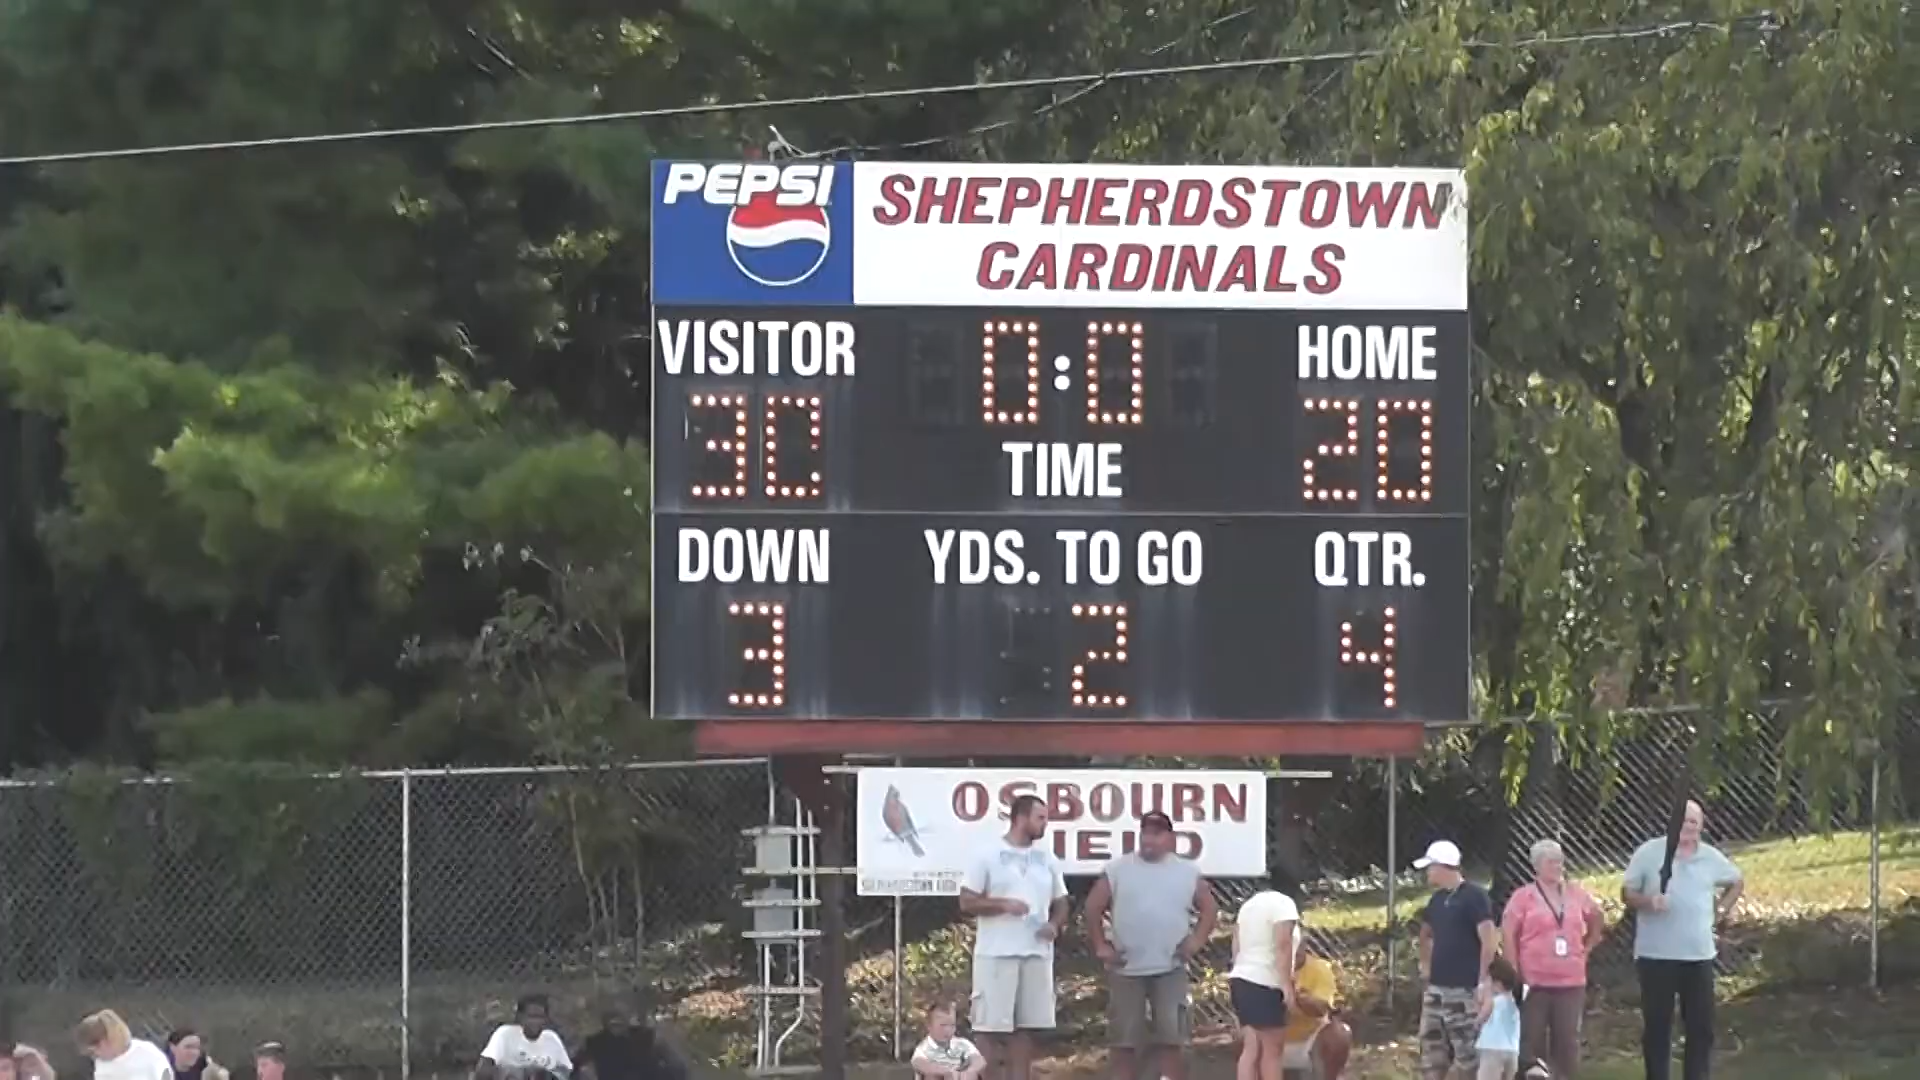 PEPSI
SHEPHERDSTOWN
CARDINALS
VISITOR 0:0 HOME
30 20
TIME
DOWN YDS. TO GO QTR.
3 2 4
OSBOURN
FIELD